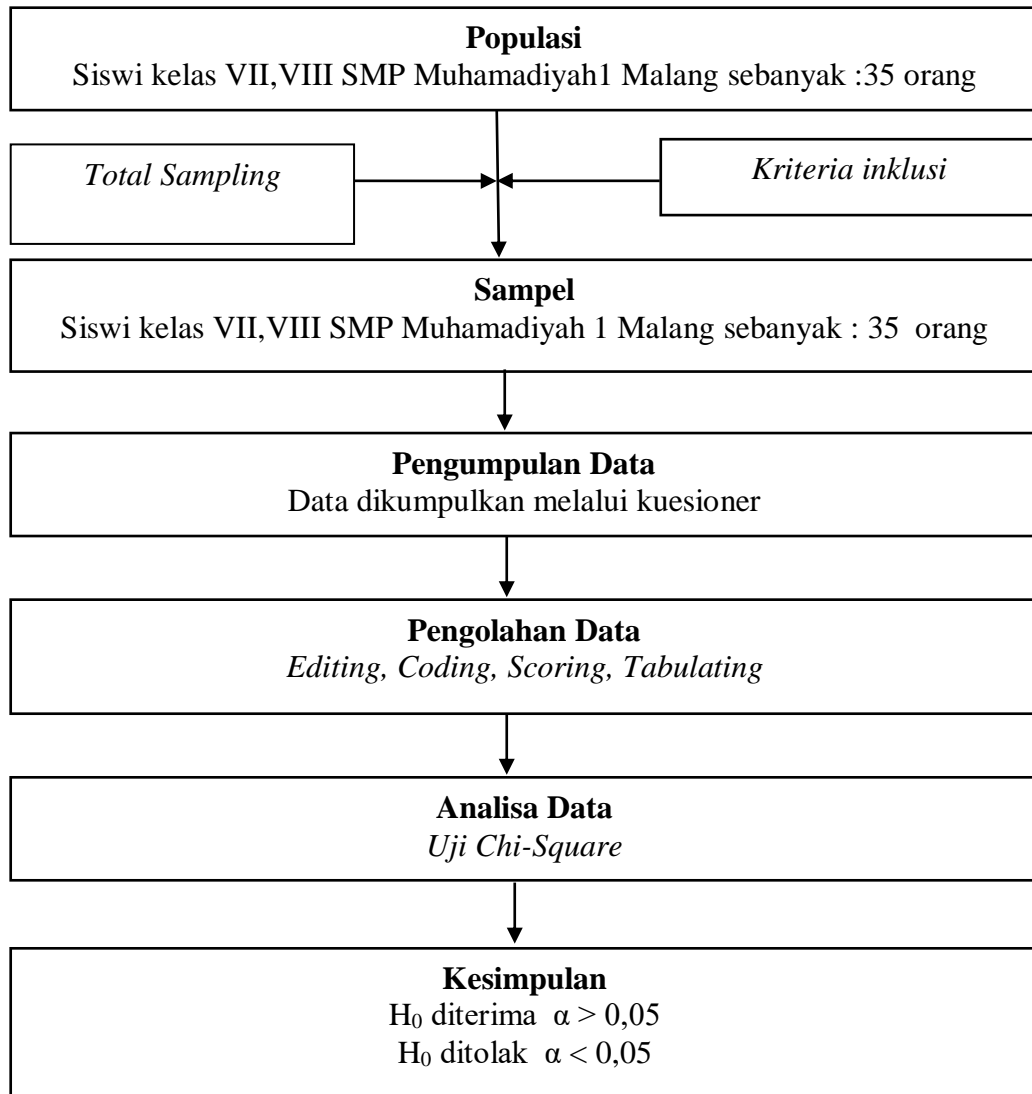 Populasi
Siswi kelas VII,VIII SMP Muhamadiyah1 Malang sebanyak :35 orang
Total Sampling
Kriteria inklusi
Sampel
Siswi kelas VII,VIII SMP Muhamadiyah 1 Malang sebanyak : 35 orang
Pengumpulan Data
Data dikumpulkan melalui kuesioner
Pengolahan Data
Editing, Coding, Scoring, Tabulating
Analisa Data
Uji Chi-Square
Kesimpulan
H₀ diterima α > 0,05
H₀ ditolak α < 0,05